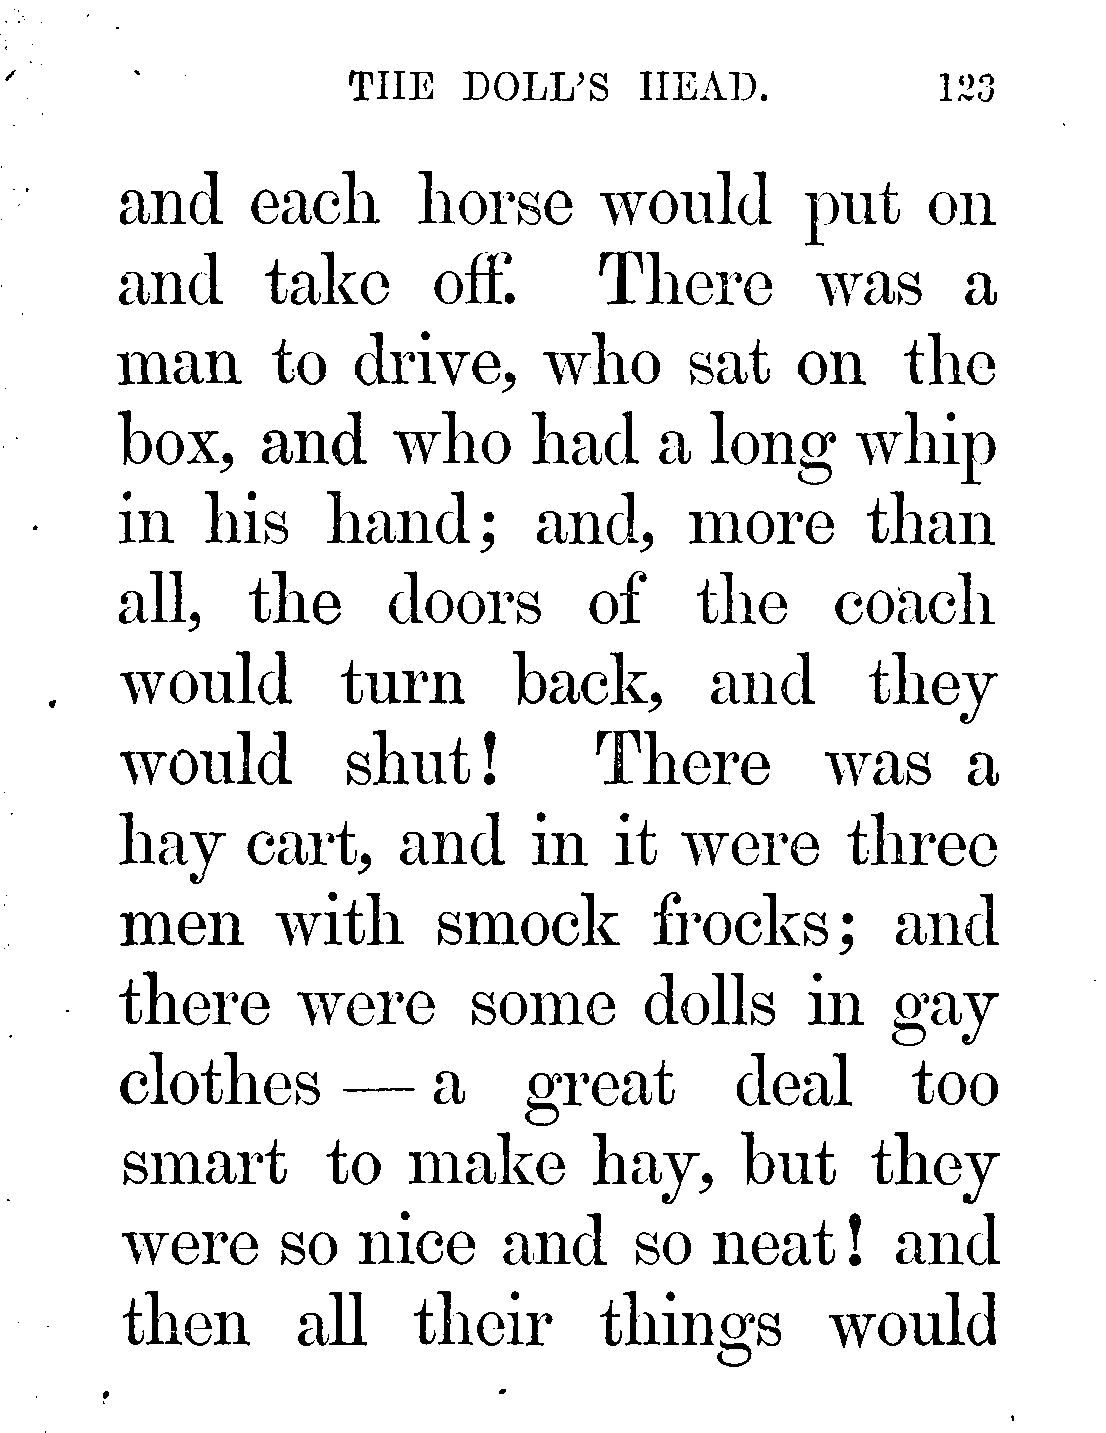 THE DOLL'S HEAD. 123
and each horse would put on
and take off. There was a
man to drive, who sat on the
box, and who had a long whip
in his hand; and, more than
all, the doors of the coach
would turn back, and they
would shut! There was a
hay cart, and in it were three
men with smock frocks; and
there were some dolls in gay
clothes — a great deal too
smart to make hay, but they
were so nice and so neat! and
then all their things would